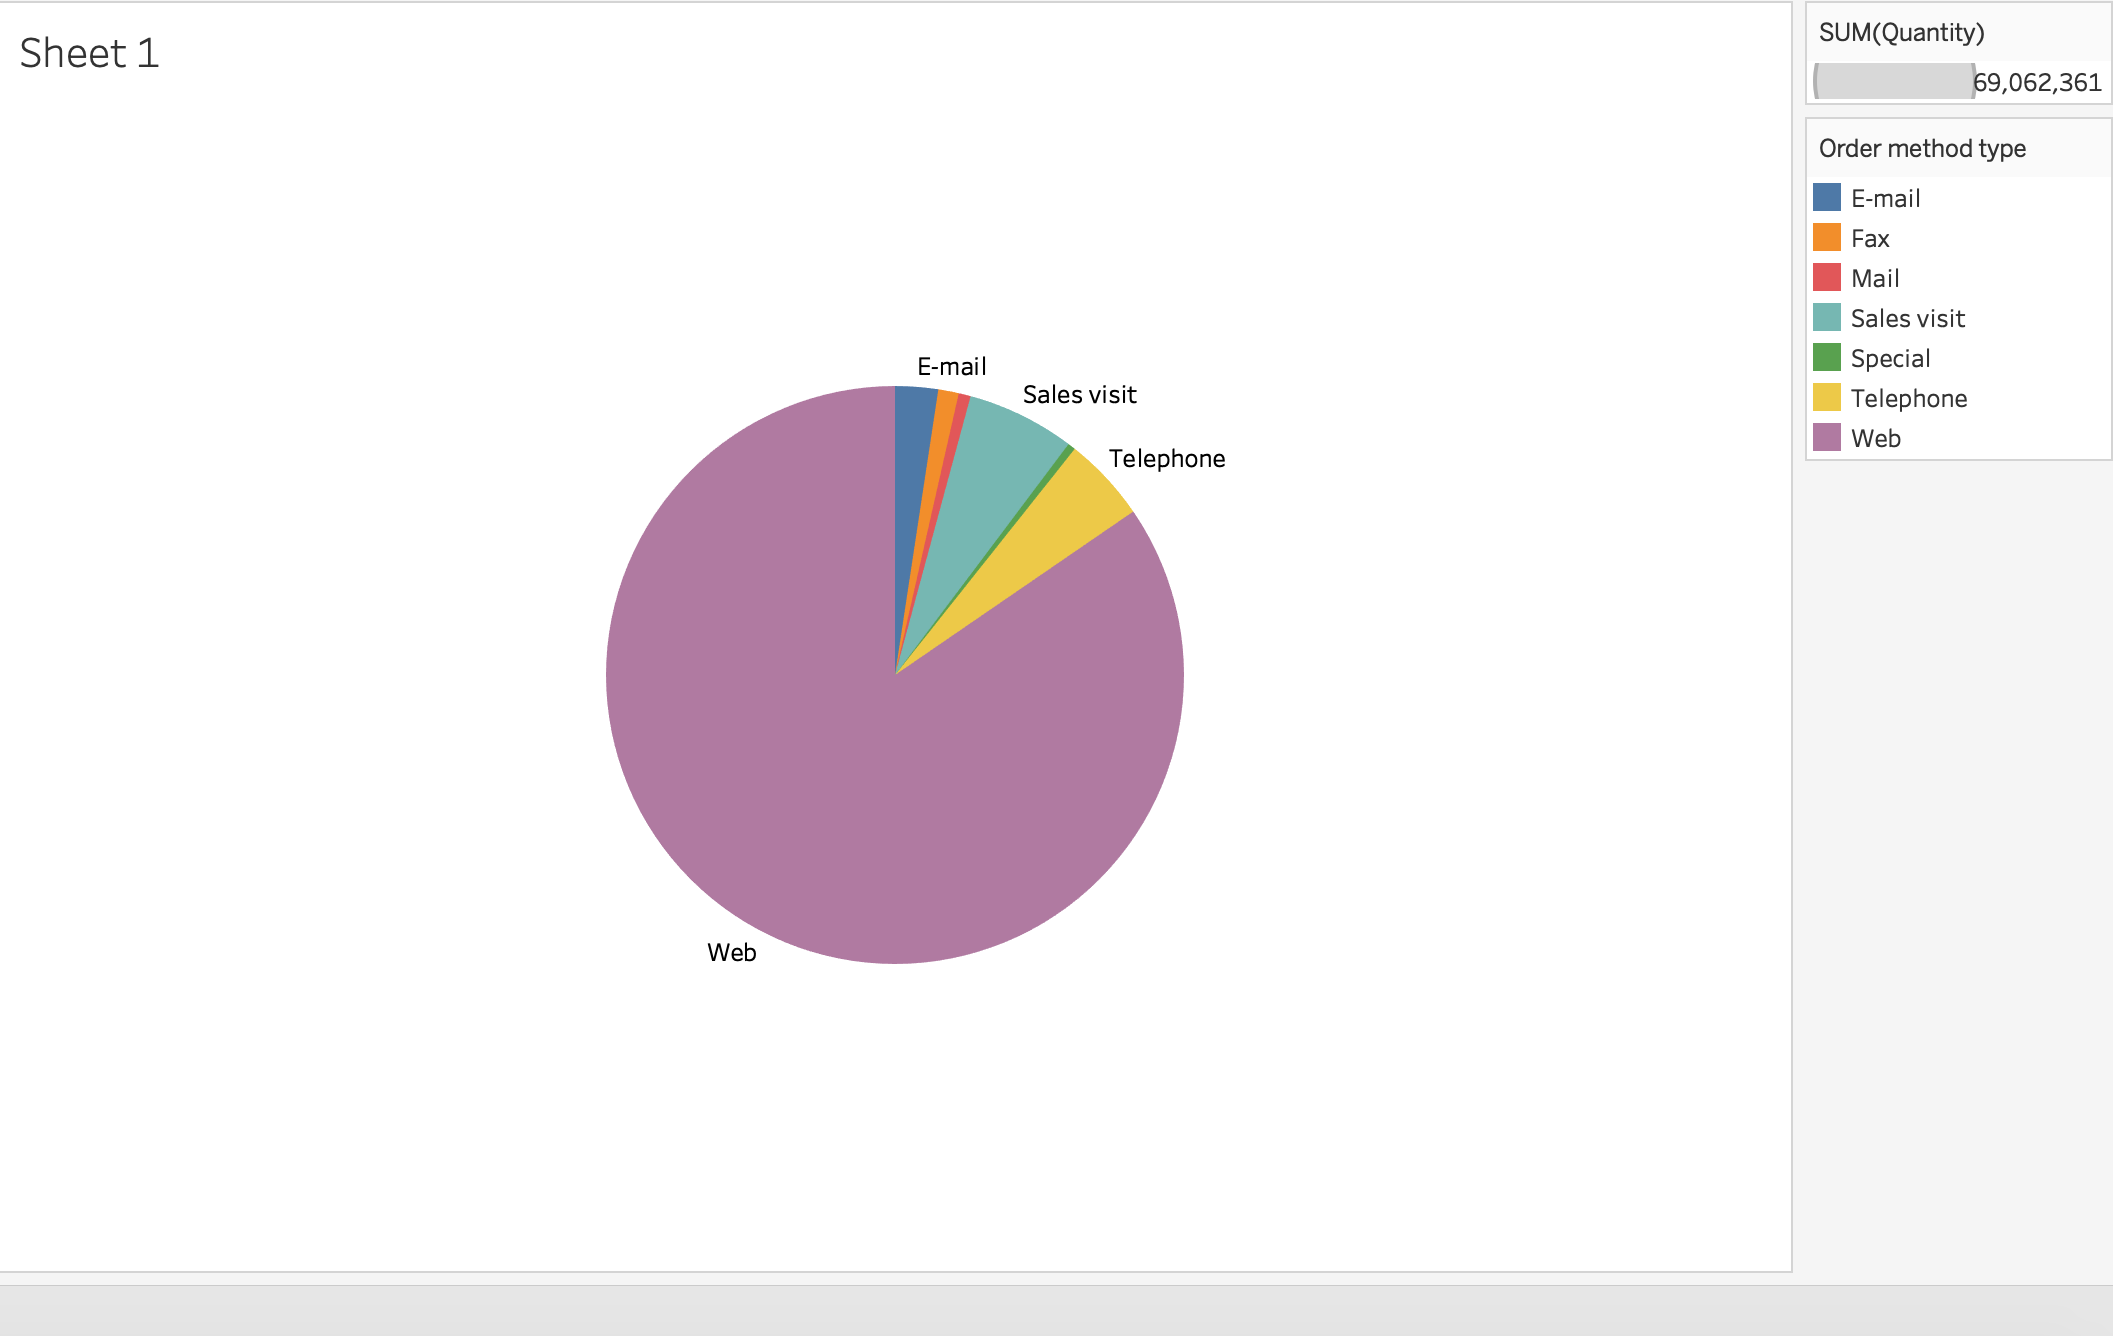 Sheet 1
E-mail
Sales visit
Telephone
Web
SUM(Quantity)
69,062,361
Order method type
E-mail
Fax
Mail
Sales visit
Special
Telephone
Web